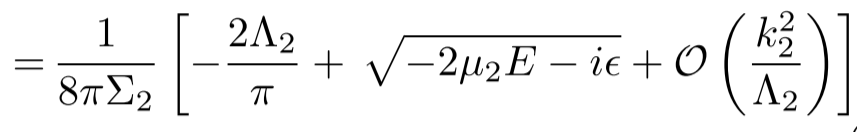 = \frac{1}{8\pi\Sigma_2} \left[ -\frac{2\Lambda_2}{\pi} + \sqrt{-2\mu_2 E - i\epsilon} + \mathcal{O}\left( \frac{k_2^2}{\Lambda_2} \right) \right]